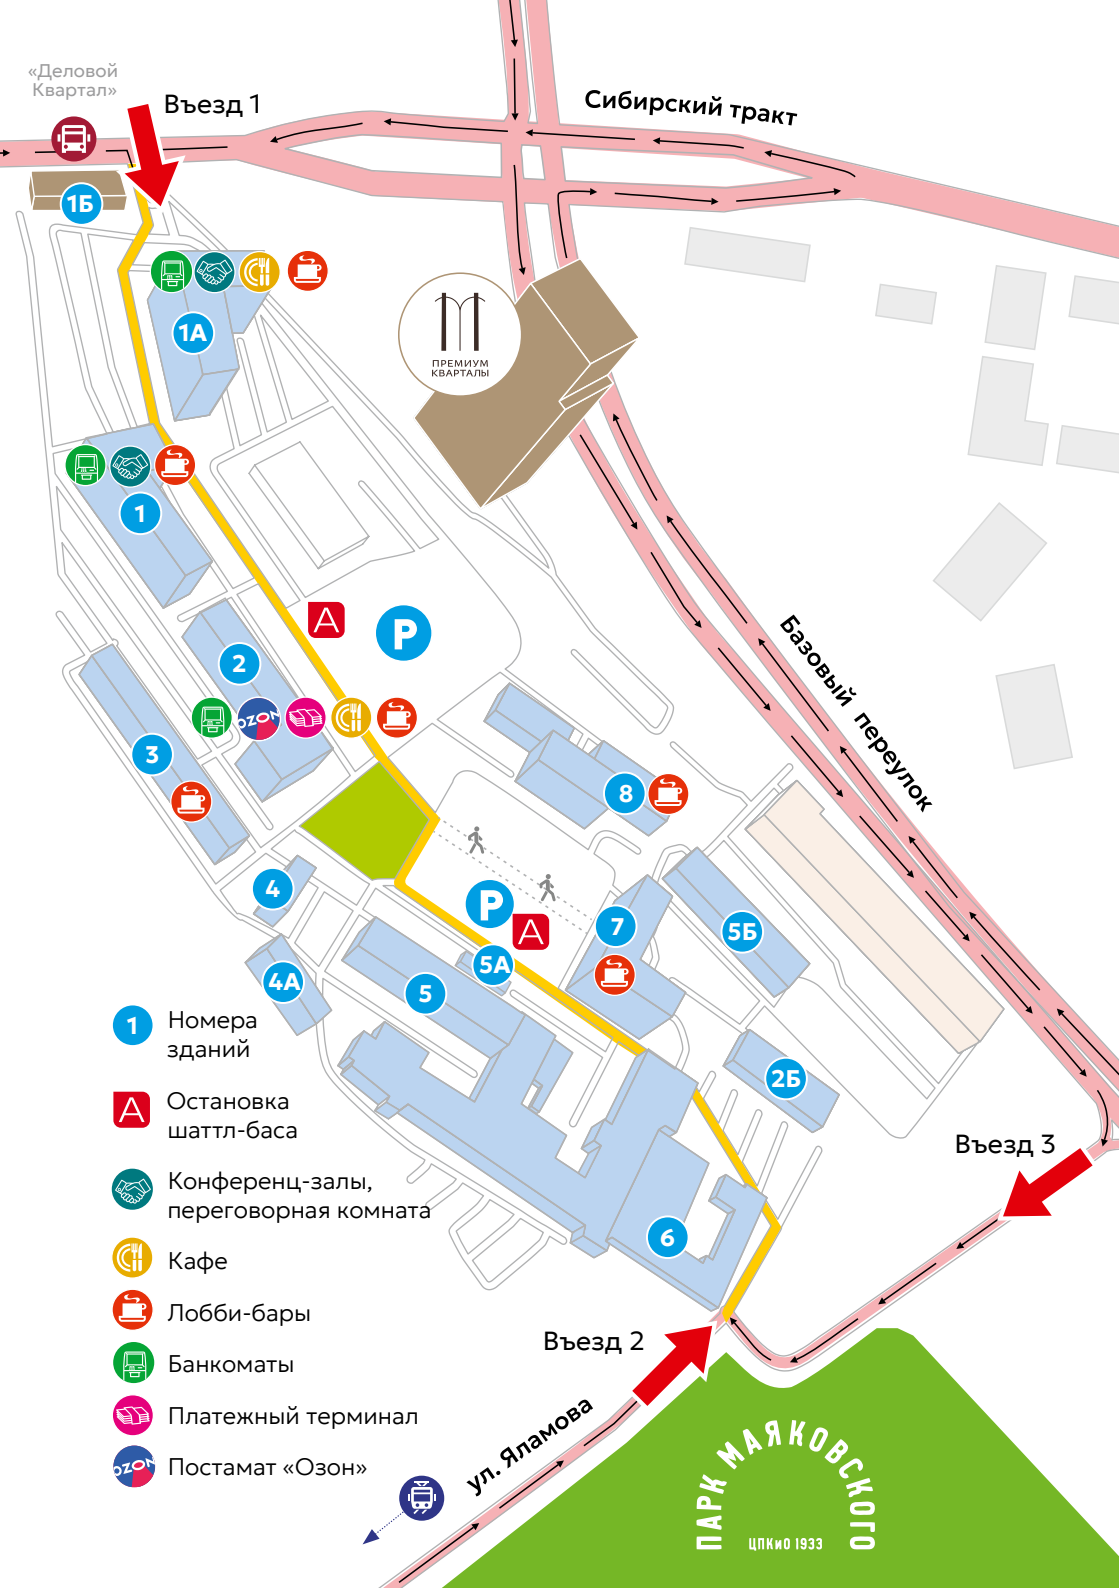 «Деловой
Квартал»
Въезд 1
Сибирский тракт
1Б
1А
ПРЕМИУМ
КВАРТАЛЫ
1
А
P
2
OZON
3
Базовый переулок
8
4
P
А
7
5Б
5А
4А
5
2Б
1
Номера
зданий
А
Остановка
шаттл-баса
Конференц-залы,
переговорная комната
Кафе
Лобби-бары
Банкоматы
Платежный терминал
OZON
Постамат «Озон»
Въезд 3
6
Въезд 2
ул. Яламова
ПАРК МАЯКОВСКОГО
ЦПКиО 1933